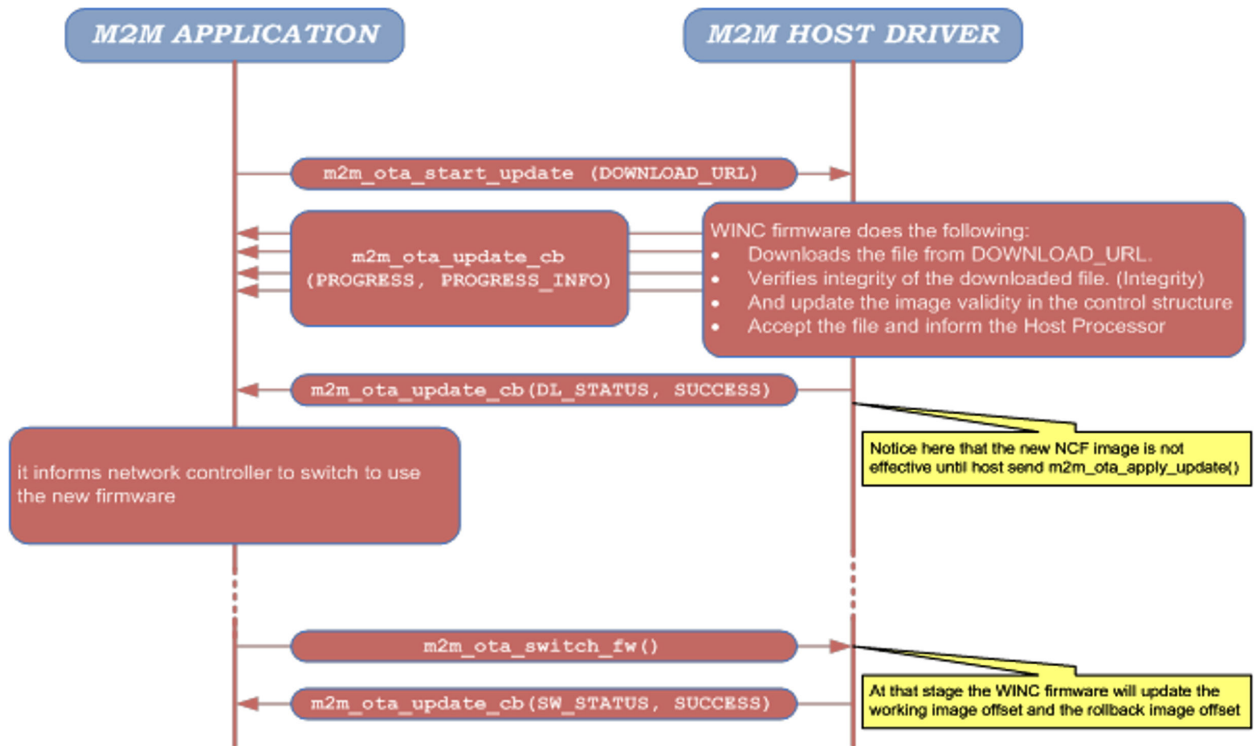 M2M APPLICATION
M2M HOST DRIVER
m2m_ota_start_update (DOWNLOAD_URL)
m2m_ota_update_cb
(PROGRESS, PROGRESS_INFO)
WINC firmware does the following:
• Downloads the file from DOWNLOAD_URL.
• Verifies integrity of the downloaded file. (Integrity)
• And update the image validity in the control structure
• Accept the file and inform the Host Processor
m2m_ota_update_cb(DL_STATUS, SUCCESS)
Notice here that the new NCF image is not
effective until host send m2m_ota_apply_update()
it informs network controller to switch to use
the new firmware
m2m_ota_switch_fw()
m2m_ota_update_cb(SW_STATUS, SUCCESS)
At that stage the WINC firmware will update the
working image offset and the rollback image offset